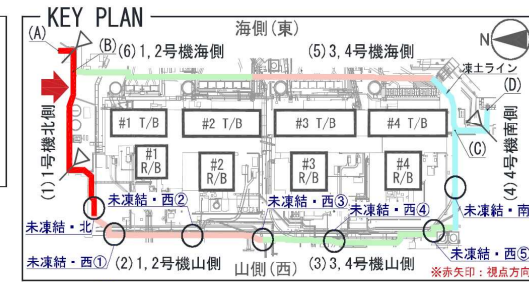 KEY PLAN
海側(東)
N
(A)
(B)
(6)1,2号機海側
(5)3,4号機海側
凍土ライン
(D)
(1)1号機北側
#1 T/B
#2 T/B
#3 T/B
#4 T/B
(C)
(4)4号機南側
#1
R/B
#2
R/B
#3
R/B
#4
R/B
未凍結・北
未凍結・西②
未凍結・西③
未凍結・西④
未凍結・南
未凍結・西①
(2)1,2号機山側
山側(西)
(3)3,4号機山側
未凍結・西⑤
※赤矢印:視点方向